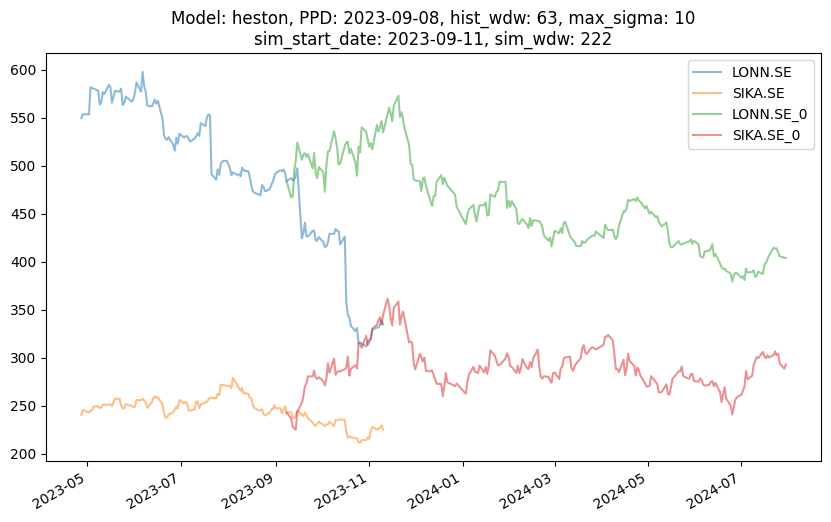 Model: heston, PPD: 2023-09-08, hist_wdw: 63, max_sigma: 10
sim_start_date: 2023-09-11, sim_wdw: 222
LONN.SE
SIKA.SE
LONN.SE_0
SIKA.SE_0
600
550
500
450
400
350
300
250
200
2023-05
2023-07
2023-09
2023-11
2024-01
2024-03
2024-05
2024-07